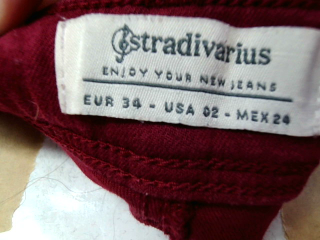 stradivarius
ENJOY YOUR NEW JEANS
EUR 34 - USA 02 - MEX 24